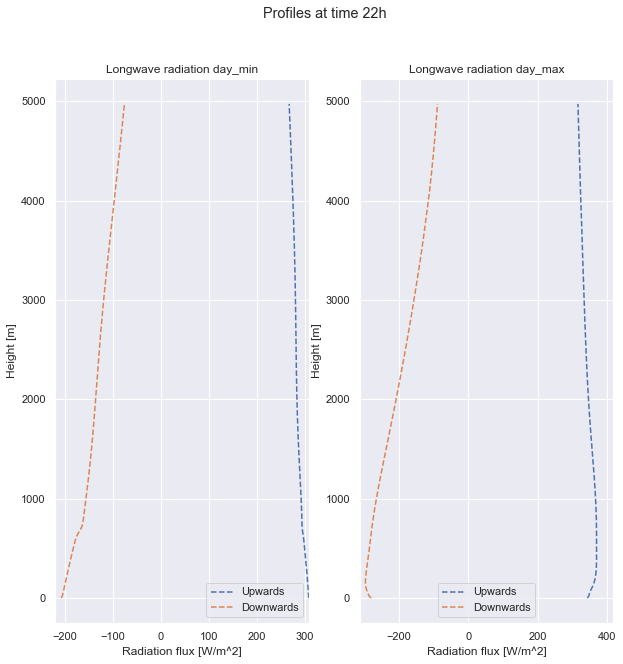 Profiles at time 22h
Longwave radiation day_min
5000
4000
3000
2000
1000
0
Height [m]
−200 −100 0 100 200 300
Radiation flux [W/m^2]
Upwards
Downwards
Longwave radiation day_max
5000
4000
3000
2000
1000
0
Height [m]
−200 0 200 400
Radiation flux [W/m^2]
Upwards
Downwards